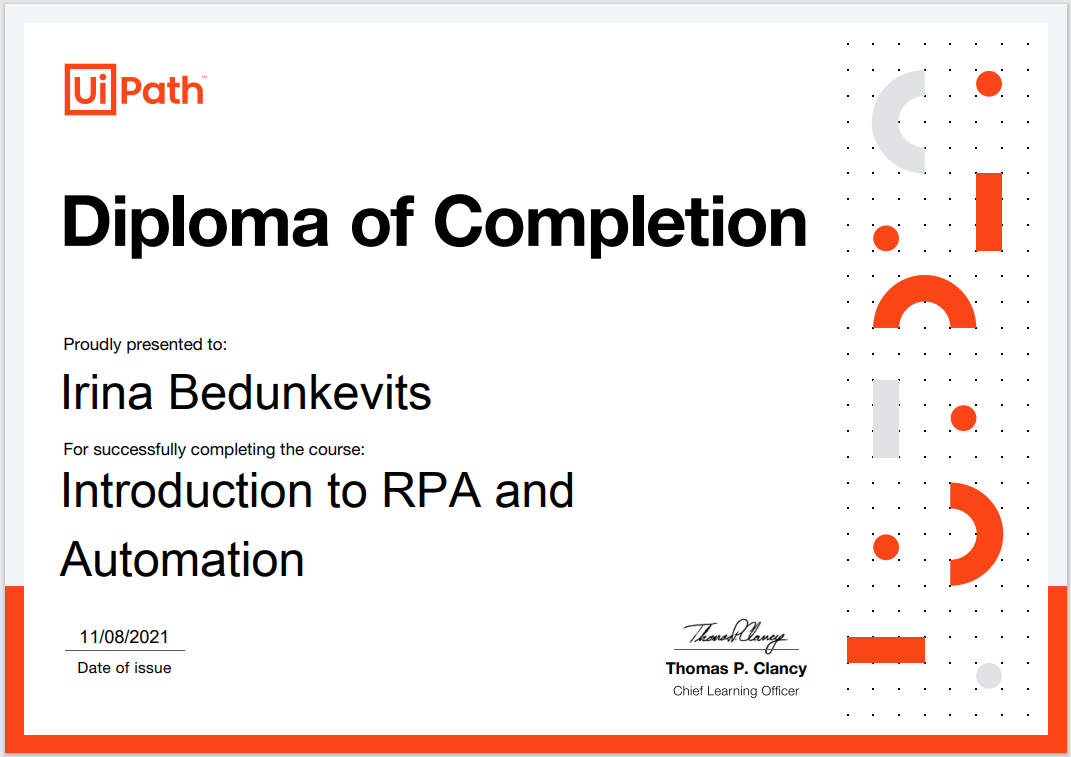 UiPath™
Diploma of Completion
Proudly presented to:
Irina Bedunkevits
For successfully completing the course:
Introduction to RPA and
Automation
11/08/2021
Date of issue
Thomas P. Clancy
Thomas P. Clancy
Chief Learning Officer